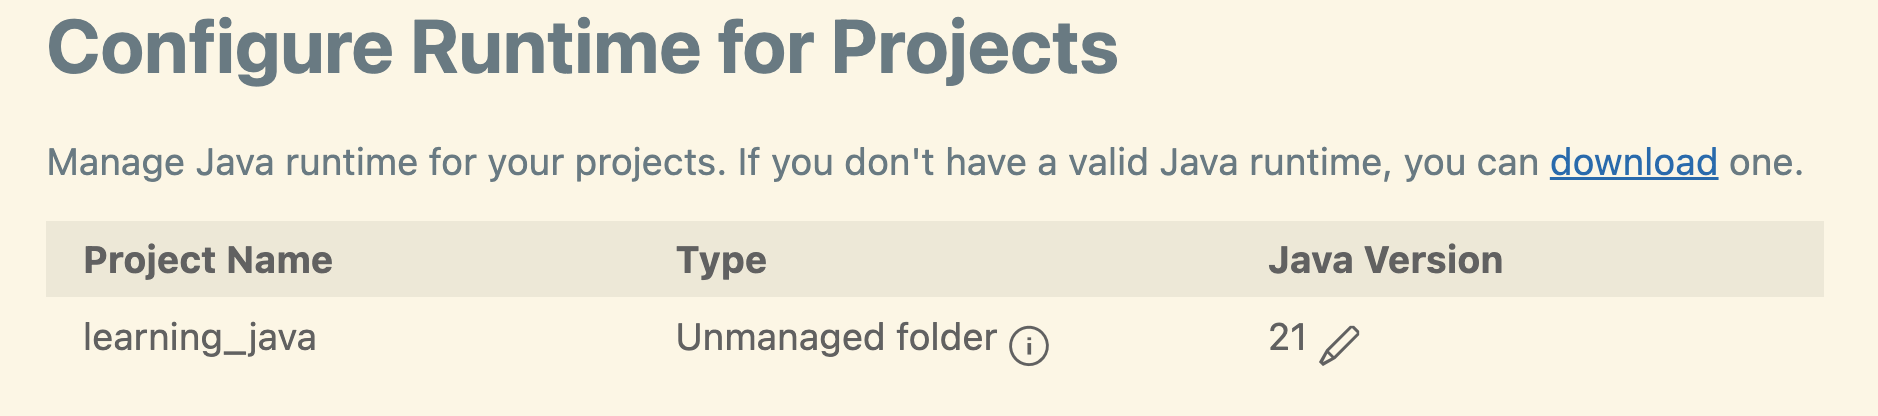 Configure Runtime for Projects
Manage Java runtime for your projects. If you don't have a valid Java runtime, you can download one.
Project Name Type Java Version
learning_java Unmanaged folder 21